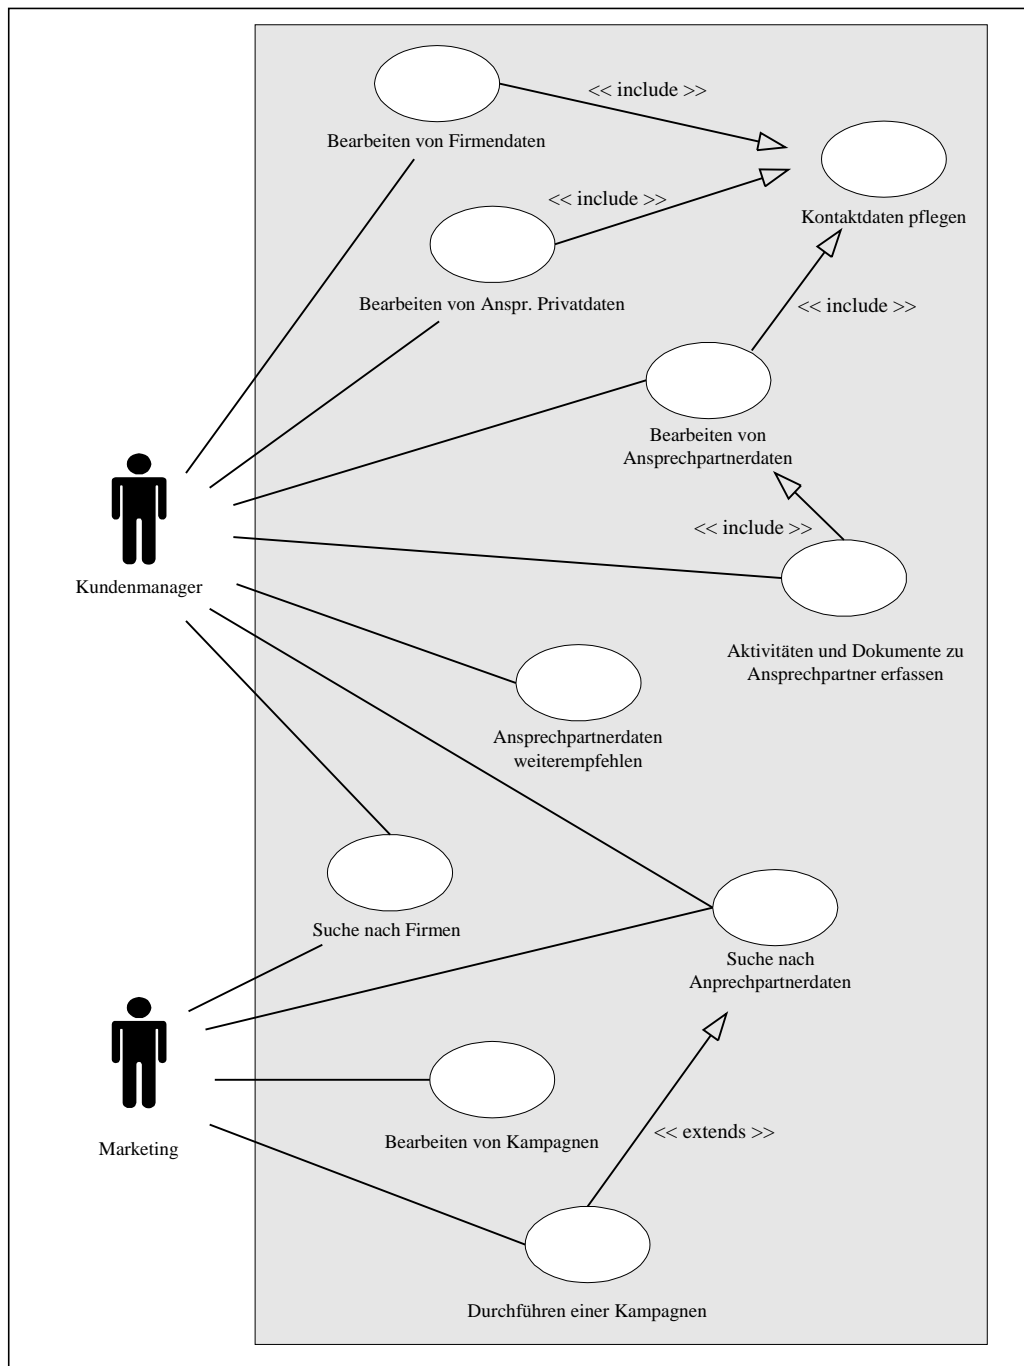 << include >>
Bearbeiten von Firmendaten
<< include >>
Kontaktdaten pflegen
Bearbeiten von Anspr. Privatdaten
<< include >>
Bearbeiten von
Ansprechpartnerdaten
<< include >>
Kundenmanager
Aktivitäten und Dokumente zu
Ansprechpartner erfassen
Ansprechpartnerdaten
weiterempfehlen
Suche nach Firmen
Suche nach
Anprechpartnerdaten
Marketing
Bearbeiten von Kampagnen
<< extends >>
Durchführen einer Kampagnen